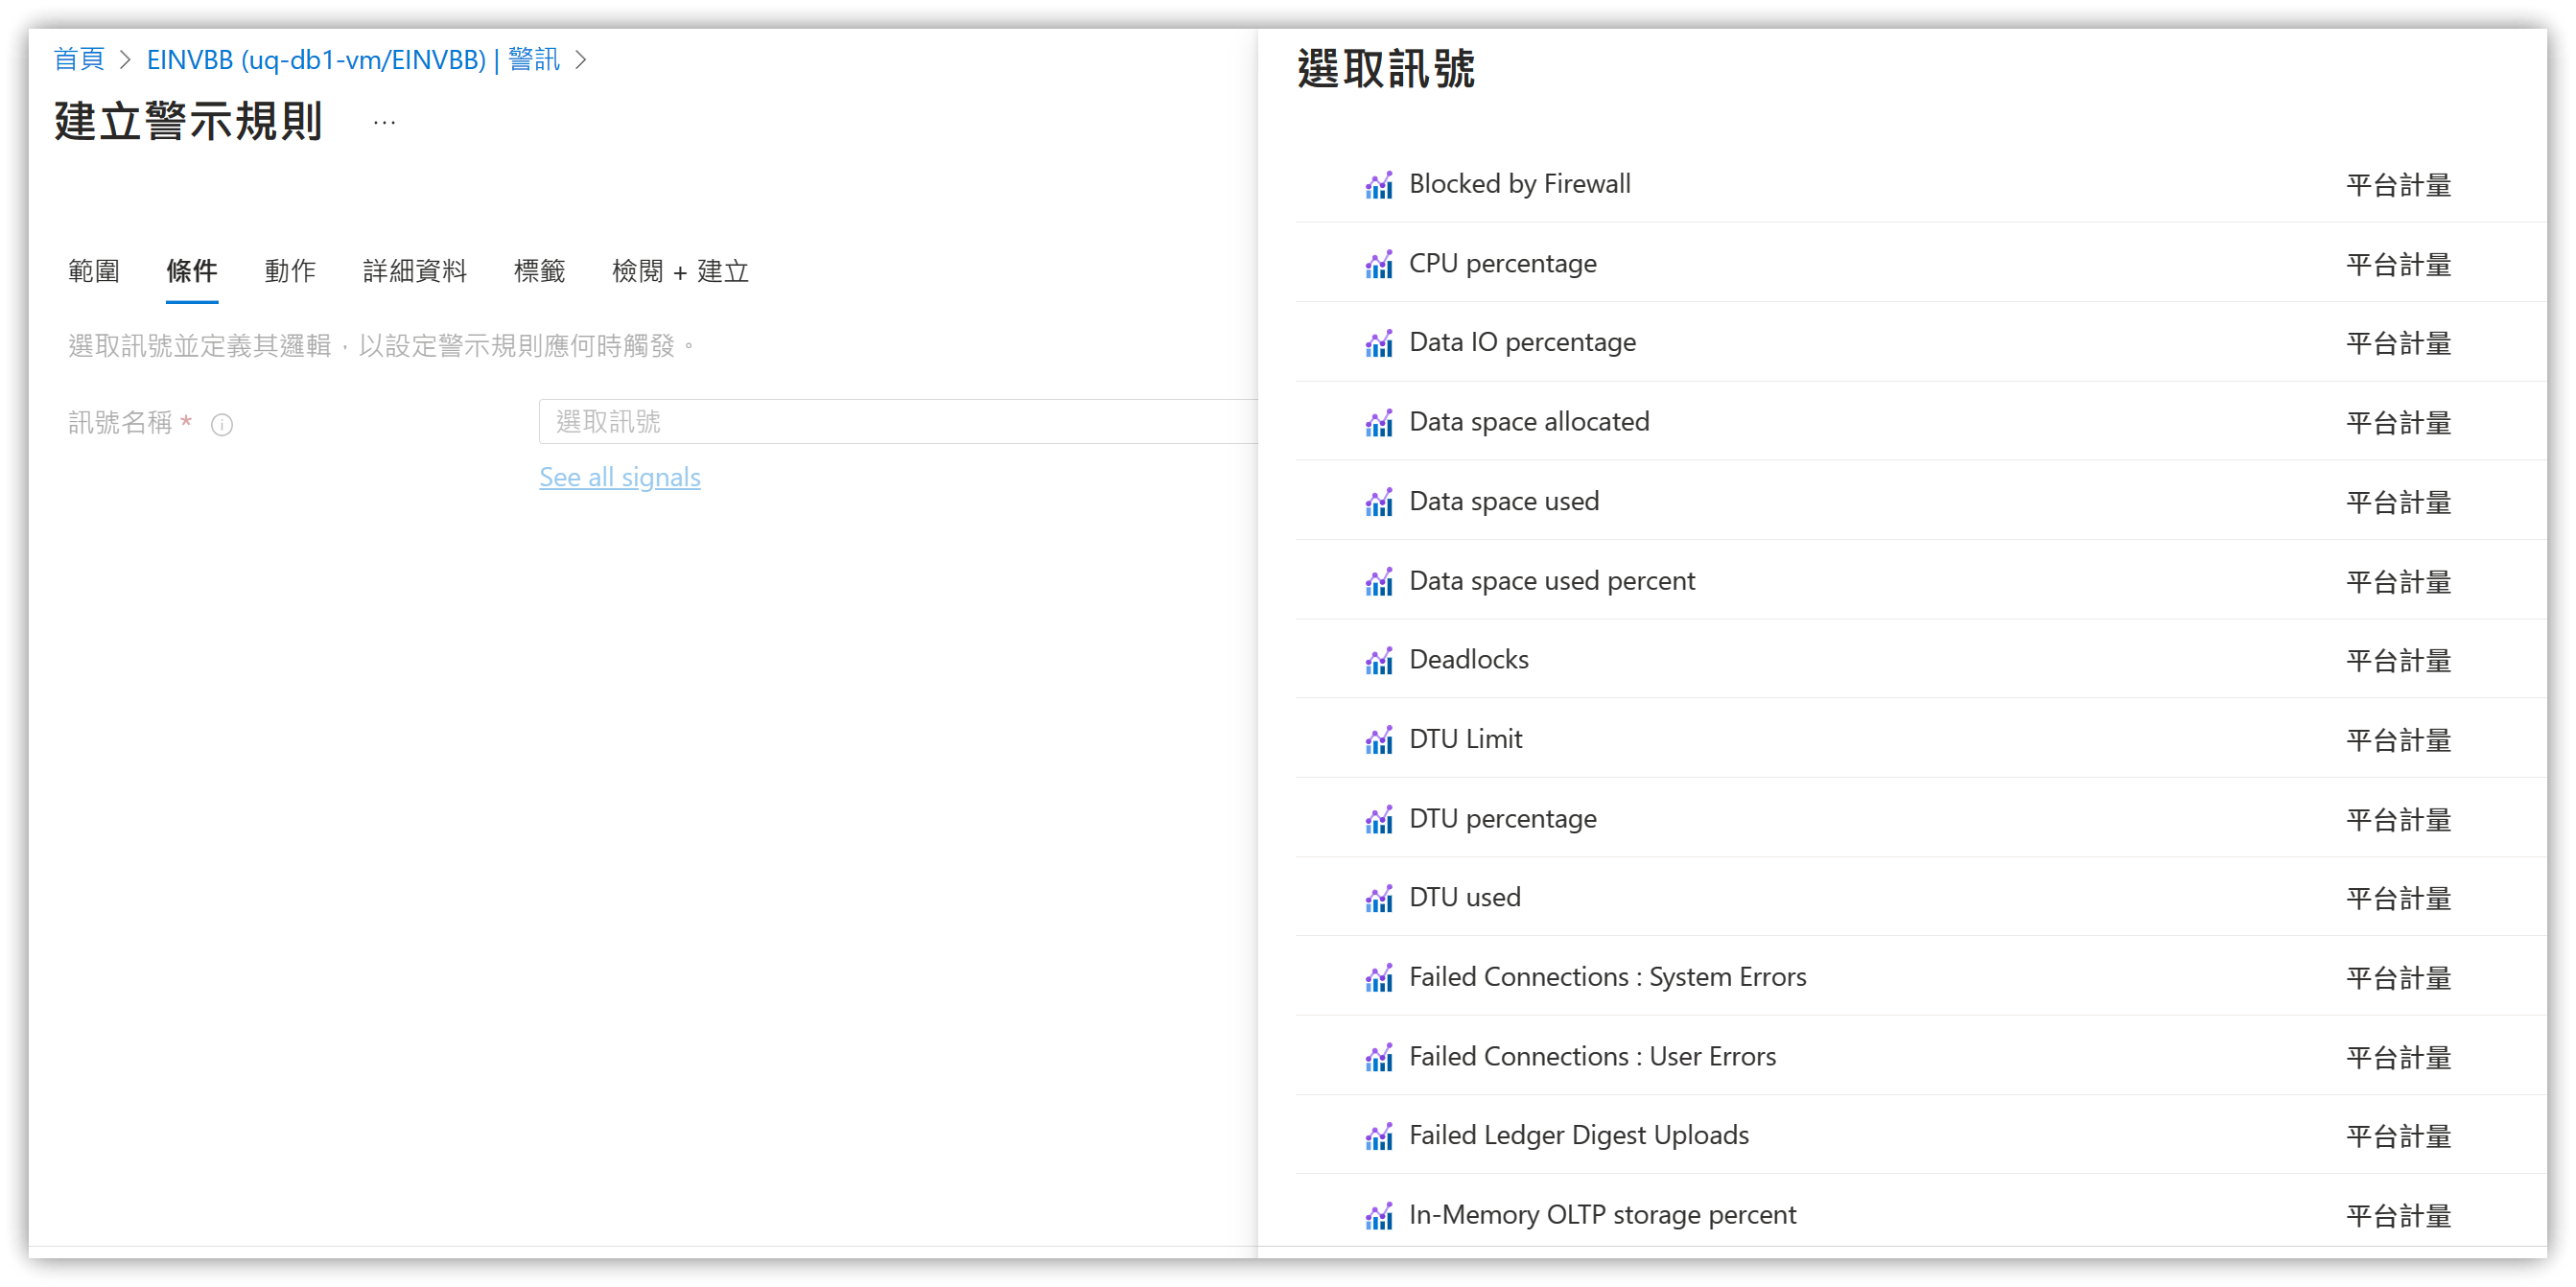 首頁 > EINVBB (uq-db1-vm/EINVBB) | 警訊 >
建立警示規則 ...
範圍 條件 動作 詳細資料 標籤 檢閱 + 建立
選取訊號並定義其邏輯，以設定警示規則應何時觸發。
訊號名稱 * 選取訊號
See all signals
選取訊號
Blocked by Firewall 平台計量
CPU percentage 平台計量
Data IO percentage 平台計量
Data space allocated 平台計量
Data space used 平台計量
Data space used percent 平台計量
Deadlocks 平台計量
DTU Limit 平台計量
DTU percentage 平台計量
DTU used 平台計量
Failed Connections : System Errors 平台計量
Failed Connections : User Errors 平台計量
Failed Ledger Digest Uploads 平台計量
In-Memory OLTP storage percent 平台計量